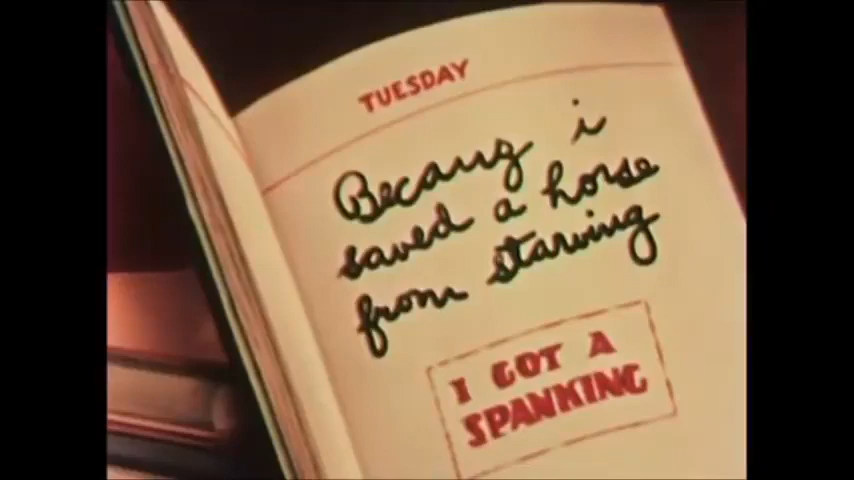 TUESDAY
Becaug i
saved a horse
from starving
I GOT A
SPANKING